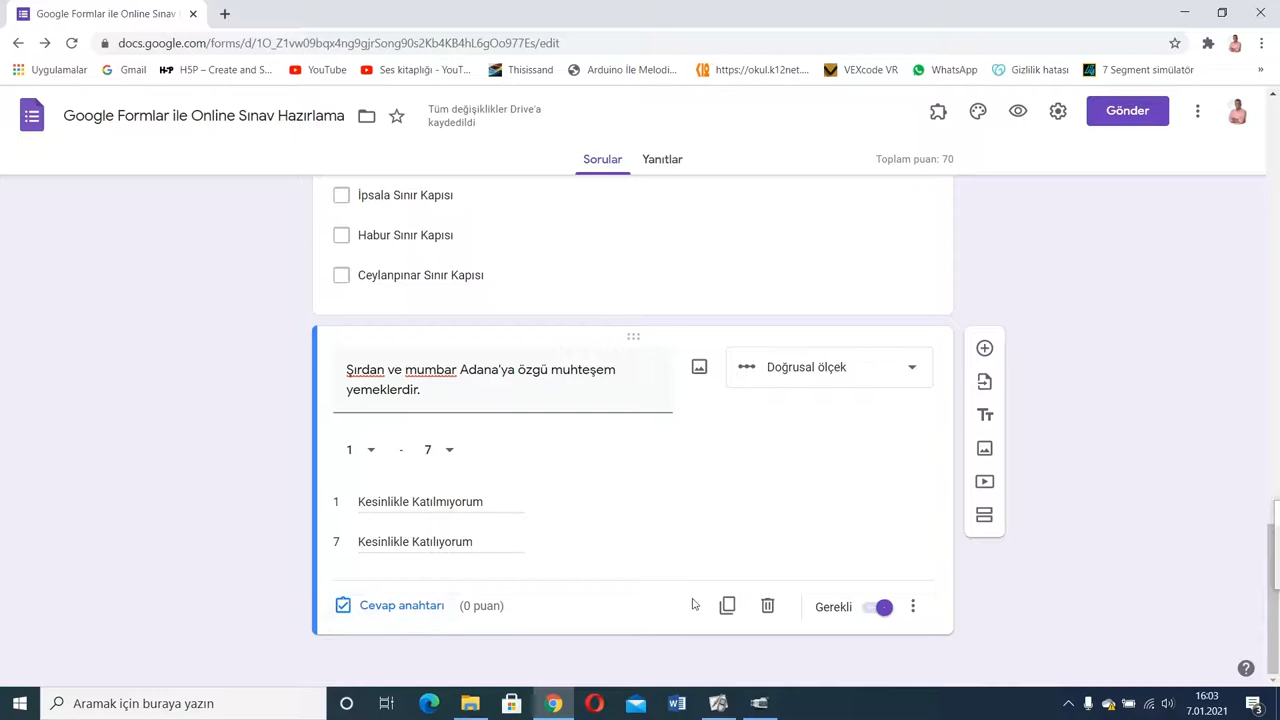 Google Formlar ile Online Sınav
docs.google.com/forms/d/1O_Z1vw09bqx4ng9gjrSong90s2Kb4KB4hL6gOo977Es/edit
Uygulamalar
Gmail
H5P – Create and S...
YouTube
Ses kitaplığı - YouT...
Thisissand
Arduino İle Melodi...
https://okul.k12net....
VEXcode VR
WhatsApp
Gizlilik hatası
7 Segment simülatör
»
Google Formlar ile Online Sınav Hazırlama
Tüm değişiklikler Drive'a
kaydedildi
Gönder
Sorular
Yanıtlar
Toplam puan: 70
İpsala Sınır Kapısı
Habur Sınır Kapısı
Ceylanpınar Sınır Kapısı
Şırdan ve mumbar Adana'ya özgü muhteşem
yemeklerdir.
Doğrusal ölçek
1 - 7
1 Kesinlikle Katılmıyorum
7 Kesinlikle Katılıyorum
Cevap anahtarı (0 puan)
Gerekli
Aramak için buraya yazın
16:03
7.01.2021
3